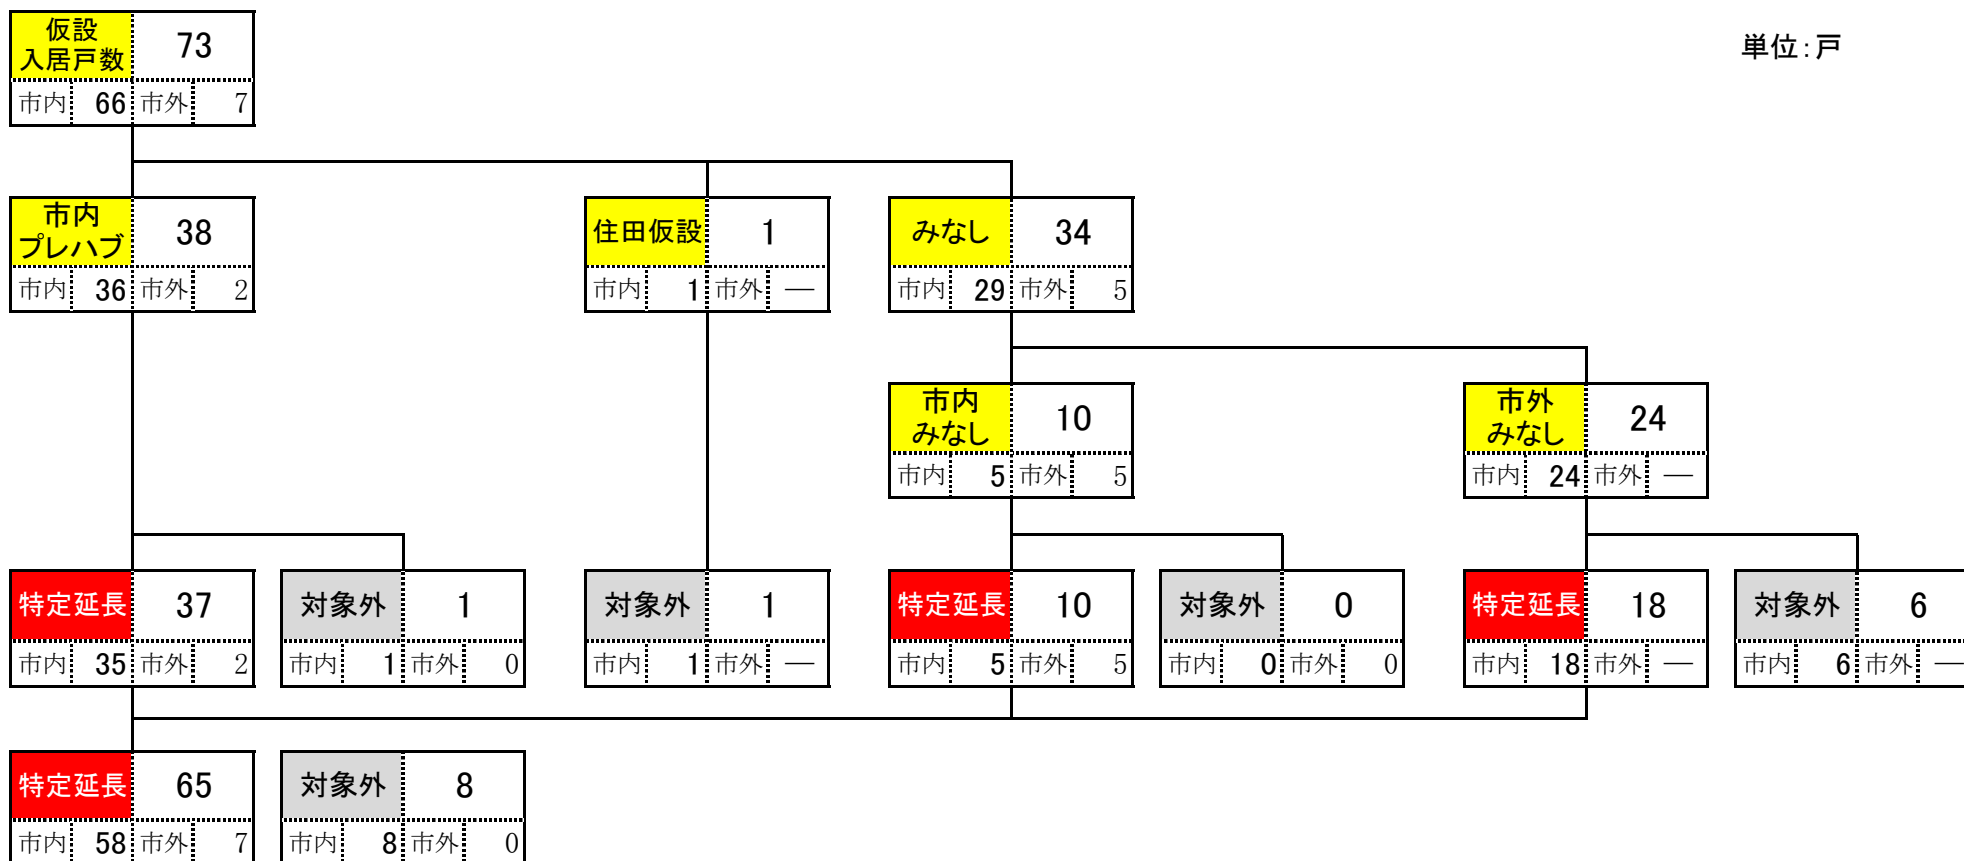 仮設
入居戸数 73
単位:戸
市内 66 市外 7
市内
プレハブ 38
住田仮設 1
みなし 34
市内 36 市外 2
市内 1 市外 ―
市内 29 市外 5
市内
みなし 10
市外
みなし 24
市内 5 市外 5
市内 24 市外 ―
特定延長 37
対象外 1
対象外 1
特定延長 10
対象外 0
特定延長 18
対象外 6
市内 35 市外 2
市内 1 市外 0
市内 1 市外 ―
市内 5 市外 5
市内 0 市外 0
市内 18 市外 ―
市内 6 市外 ―
特定延長 65
対象外 8
市内 58 市外 7
市内 8 市外 0